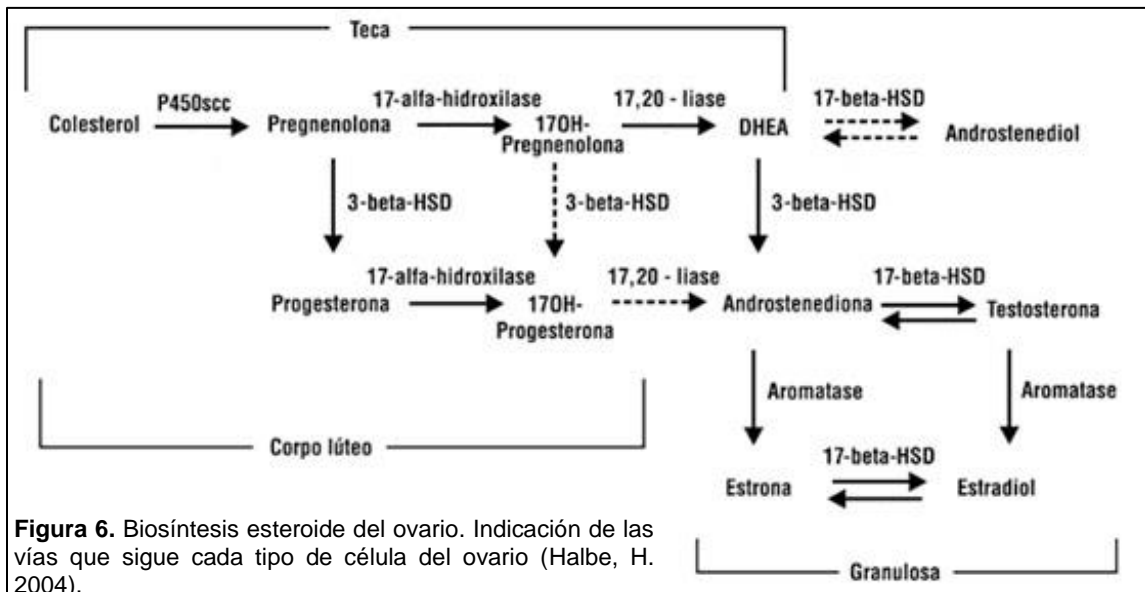 Teca
P450scc
17-alfa-hidroxilase
17,20 - liase
17-beta-HSD
Colesterol
Pregnenolona
17OH-
Pregnenolona
DHEA
Androstenediol
3-beta-HSD
3-beta-HSD
3-beta-HSD
17-alfa-hidroxilase
17,20 - liase
17-beta-HSD
Progesterona
17OH-
Progesterona
Androstenediona
Testosterona
Aromatase
Aromatase
Corpo lúteo
17-beta-HSD
Estrona
Estradiol
Granulosa
Figura 6. Biosíntesis esteroide del ovario. Indicación de las
vías que sigue cada tipo de célula del ovario (Halbe, H.
2004).